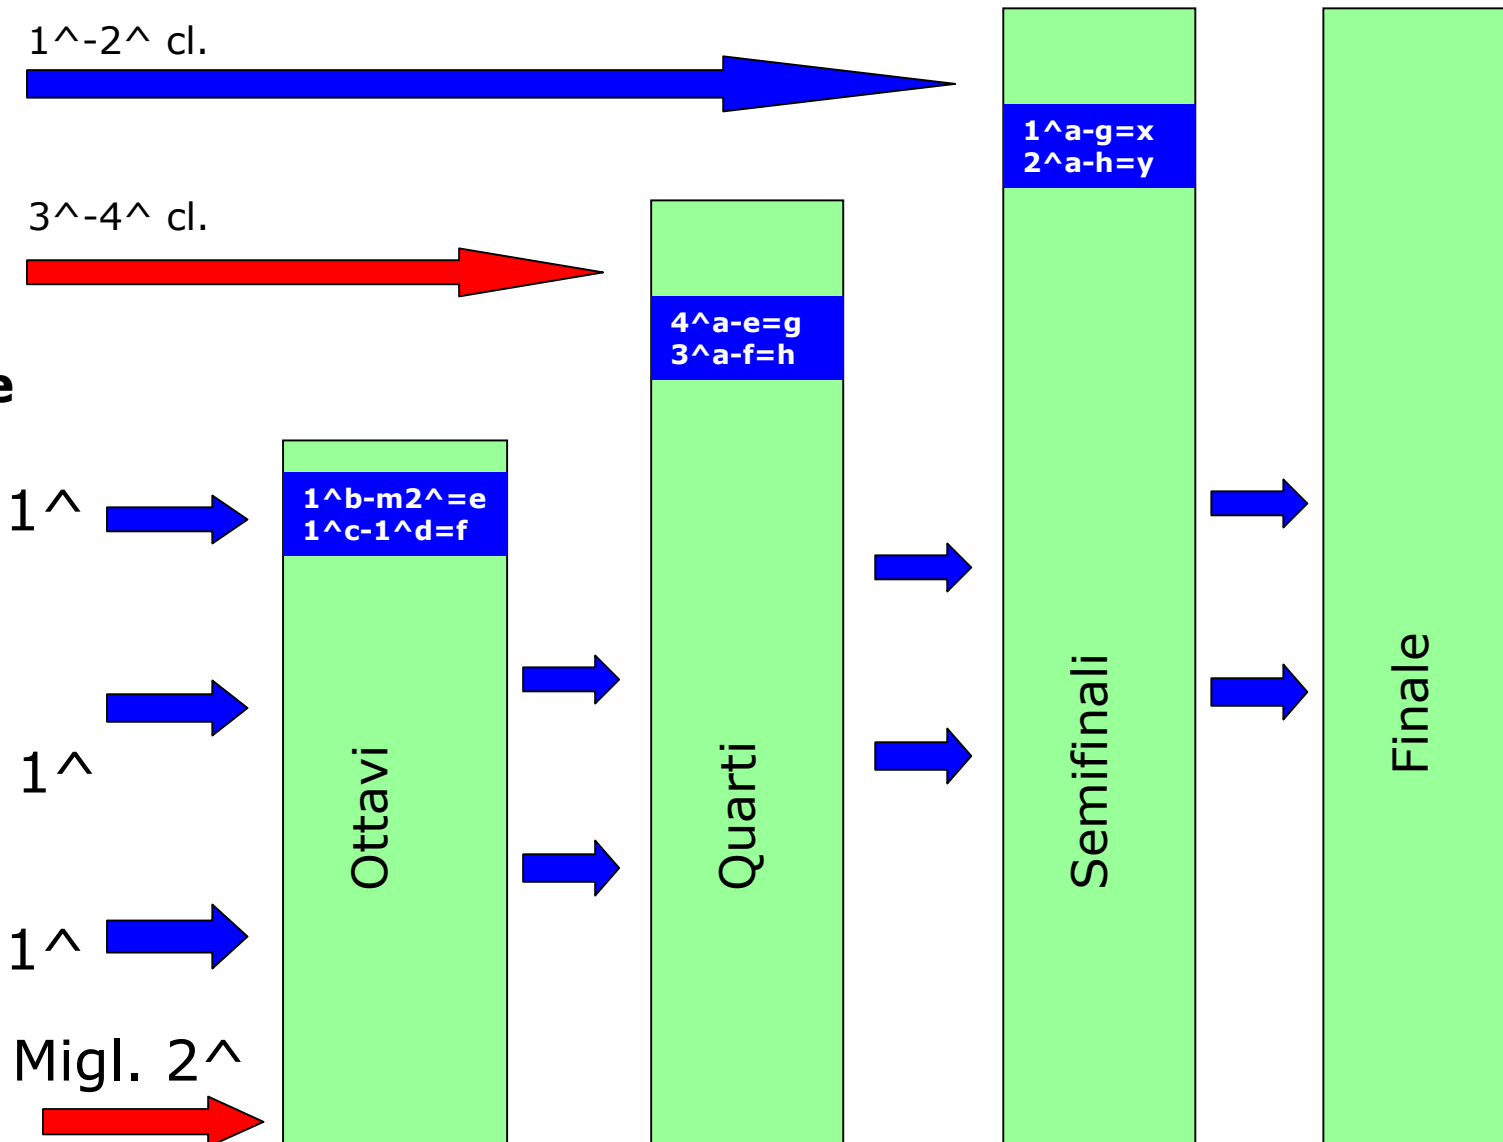 1^-2^ cl.
1^a-g=x
2^a-h=y
3^-4^ cl.
4^a-e=g
3^a-f=h
e
1^
1^b-m2^=e
1^c-1^d=f
1^
1^
Migl. 2^
Ottavi
Quarti
Semifinali
Finale